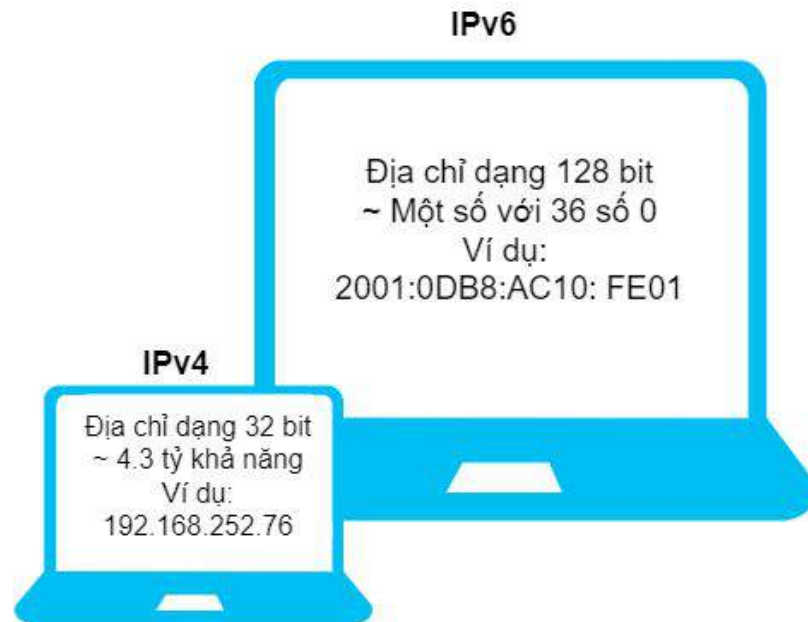 IPv6
Địa chỉ dạng 128 bit
~ Một số với 36 số 0
Ví dụ:
2001:0DB8:AC10: FE01
IPv4
Địa chỉ dạng 32 bit
~ 4.3 tỷ khả năng
Ví dụ:
192.168.252.76